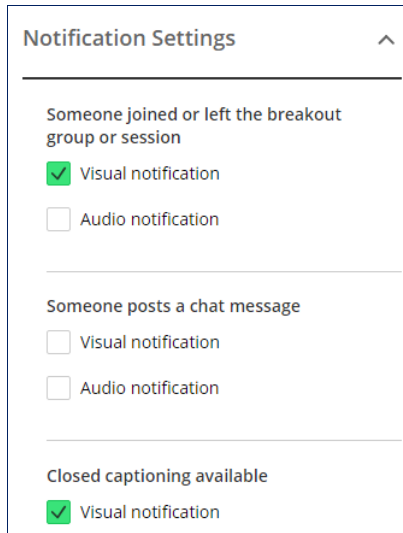 Notification Settings
Someone joined or left the breakout
group or session
Visual notification
Audio notification
Someone posts a chat message
Visual notification
Audio notification
Closed captioning available
Visual notification